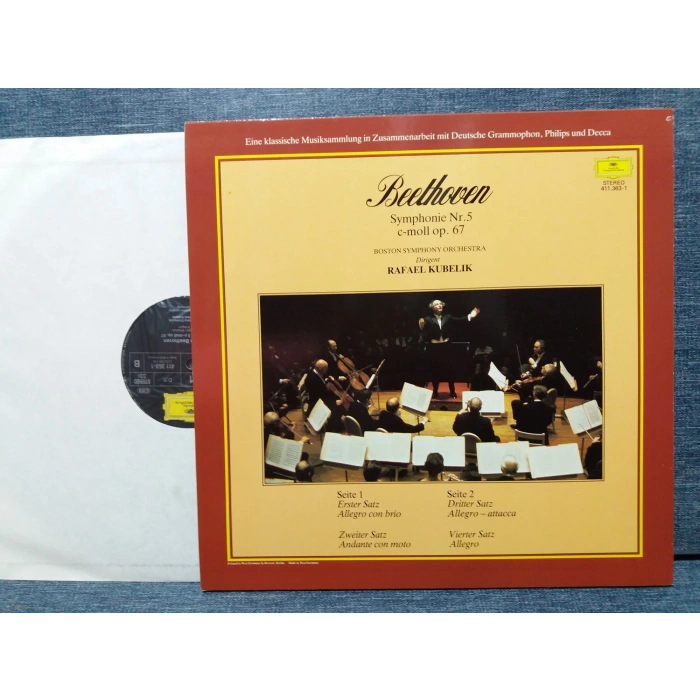 Eine klassische Musiksammlung in Zusammenarbeit mit Deutsche Grammophon, Philips und Decca
STEREO
411.363-1
Beethoven
Symphonie Nr.5
c-moll op. 67
BOSTON SYMPHONY ORCHESTRA
Dirigent
RAFAEL KUBELIK
Seite 1
Erster Satz
Allegro con brio
Zweiter Satz
Andante con moto
Seite 2
Dritter Satz
Allegro – attacca
Vierter Satz
Allegro
Beethoven
B